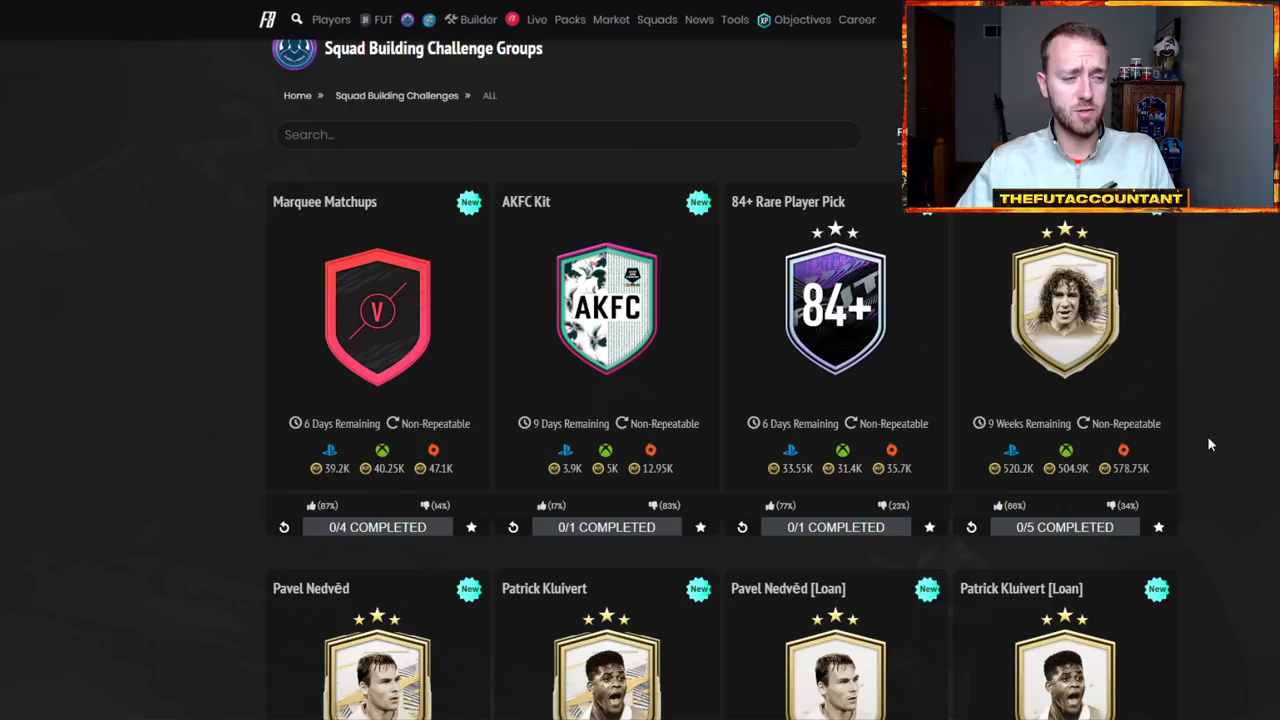 FB Players FUT Builder Live Packs Market Squads News Tools XP Objectives Career
Squad Building Challenge Groups
Home » Squad Building Challenges » ALL
Search...
THEFUTACCOUNTANT
Marquee Matchups New
AKFC Kit New
84+ Rare Player Pick
V
AKFC
84+
6 Days Remaining Non-Repeatable
9 Days Remaining Non-Repeatable
6 Days Remaining Non-Repeatable
9 Weeks Remaining Non-Repeatable
39.2K 40.25K 47.1K
3.9K 5K 12.95K
33.55K 31.4K 35.7K
520.2K 504.9K 578.75K
(87%) (14%)
(17%) (83%)
(77%) (23%)
(66%) (34%)
0/4 COMPLETED
0/1 COMPLETED
0/1 COMPLETED
0/5 COMPLETED
Pavel Nedvěd New
Patrick Kluivert New
Pavel Nedvěd [Loan] New
Patrick Kluivert [Loan] New